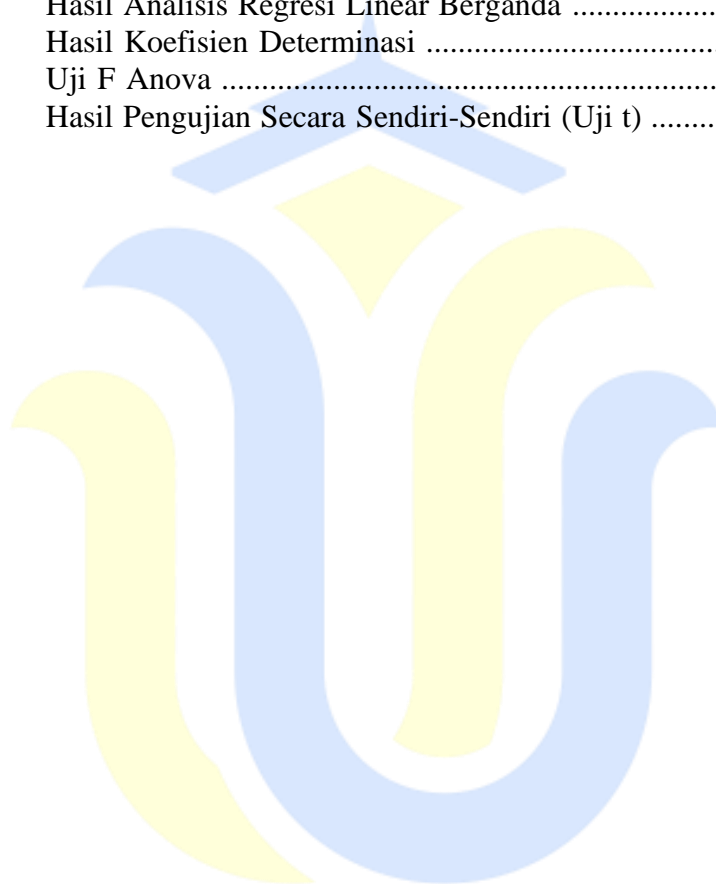 Hasil Analisis Regresi Linear Berganda ...................
Hasil Koefisien Determinasi ......................................
Uji F Anova .................................................................
Hasil Pengujian Secara Sendiri-Sendiri (Uji t) ........